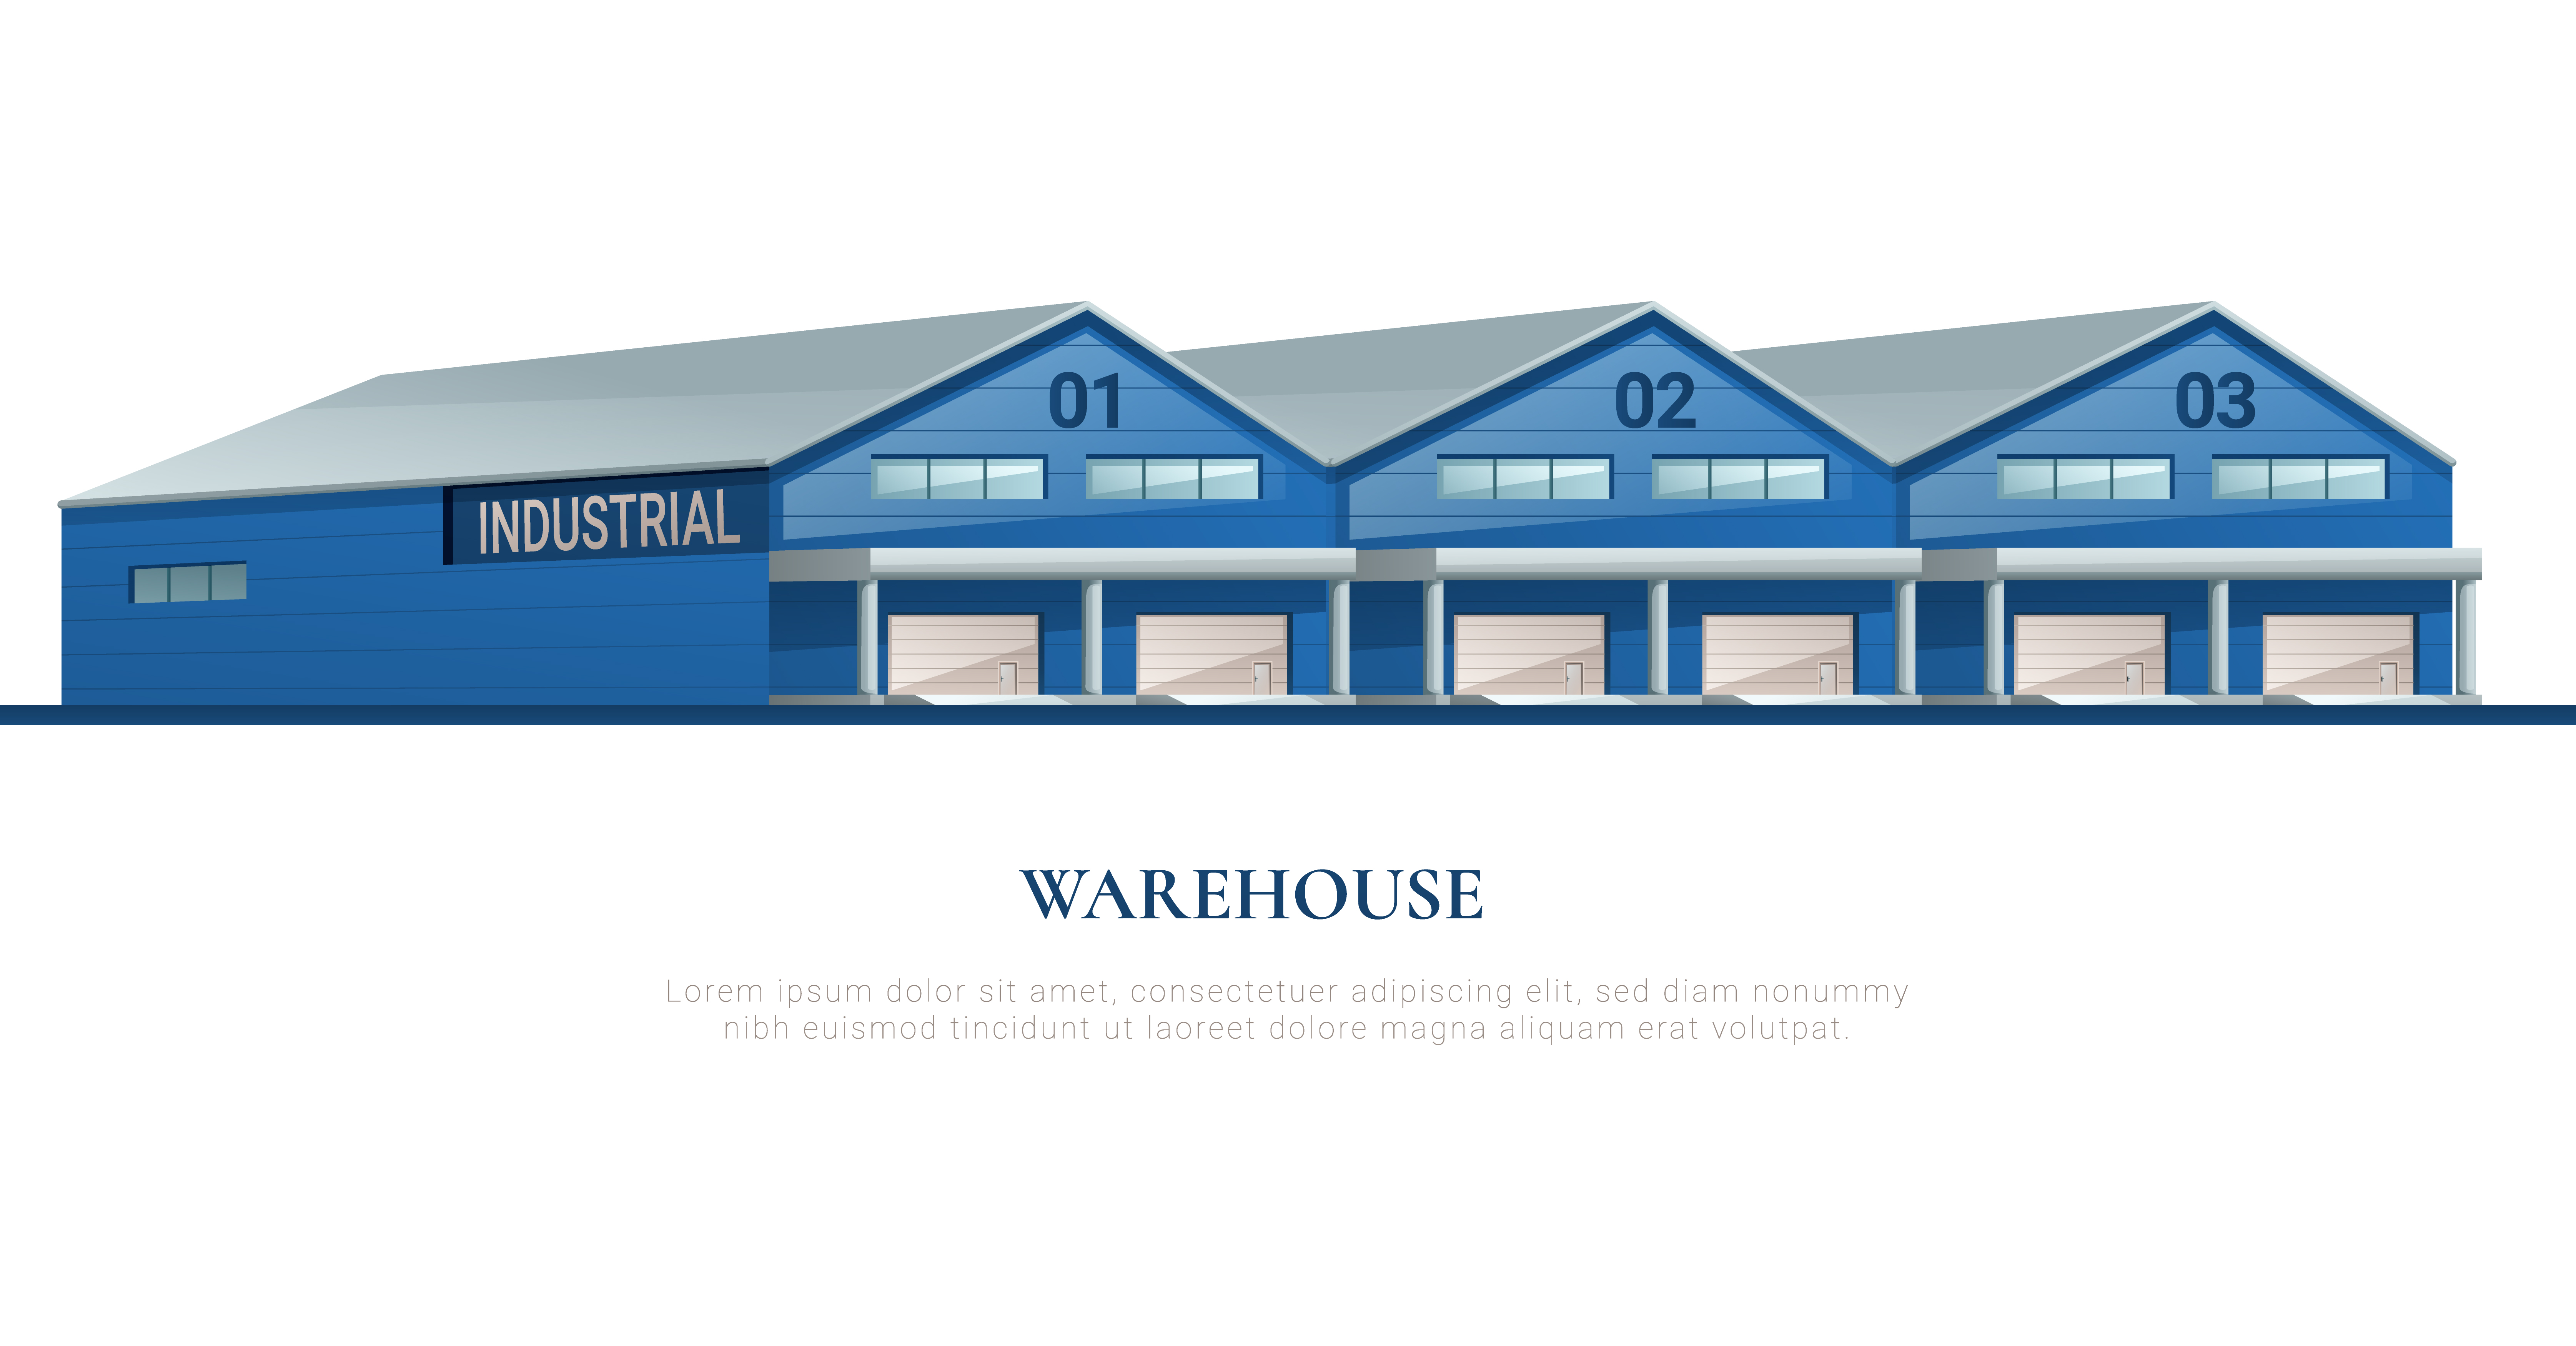 01
02
03
INDUSTRIAL
WAREHOUSE
Lorem ipsum dolor sit amet, consectetuer adipiscing elit, sed diam nonummy
nibh euismod tincidunt ut laoreet dolore magna aliquam erat volutpat.